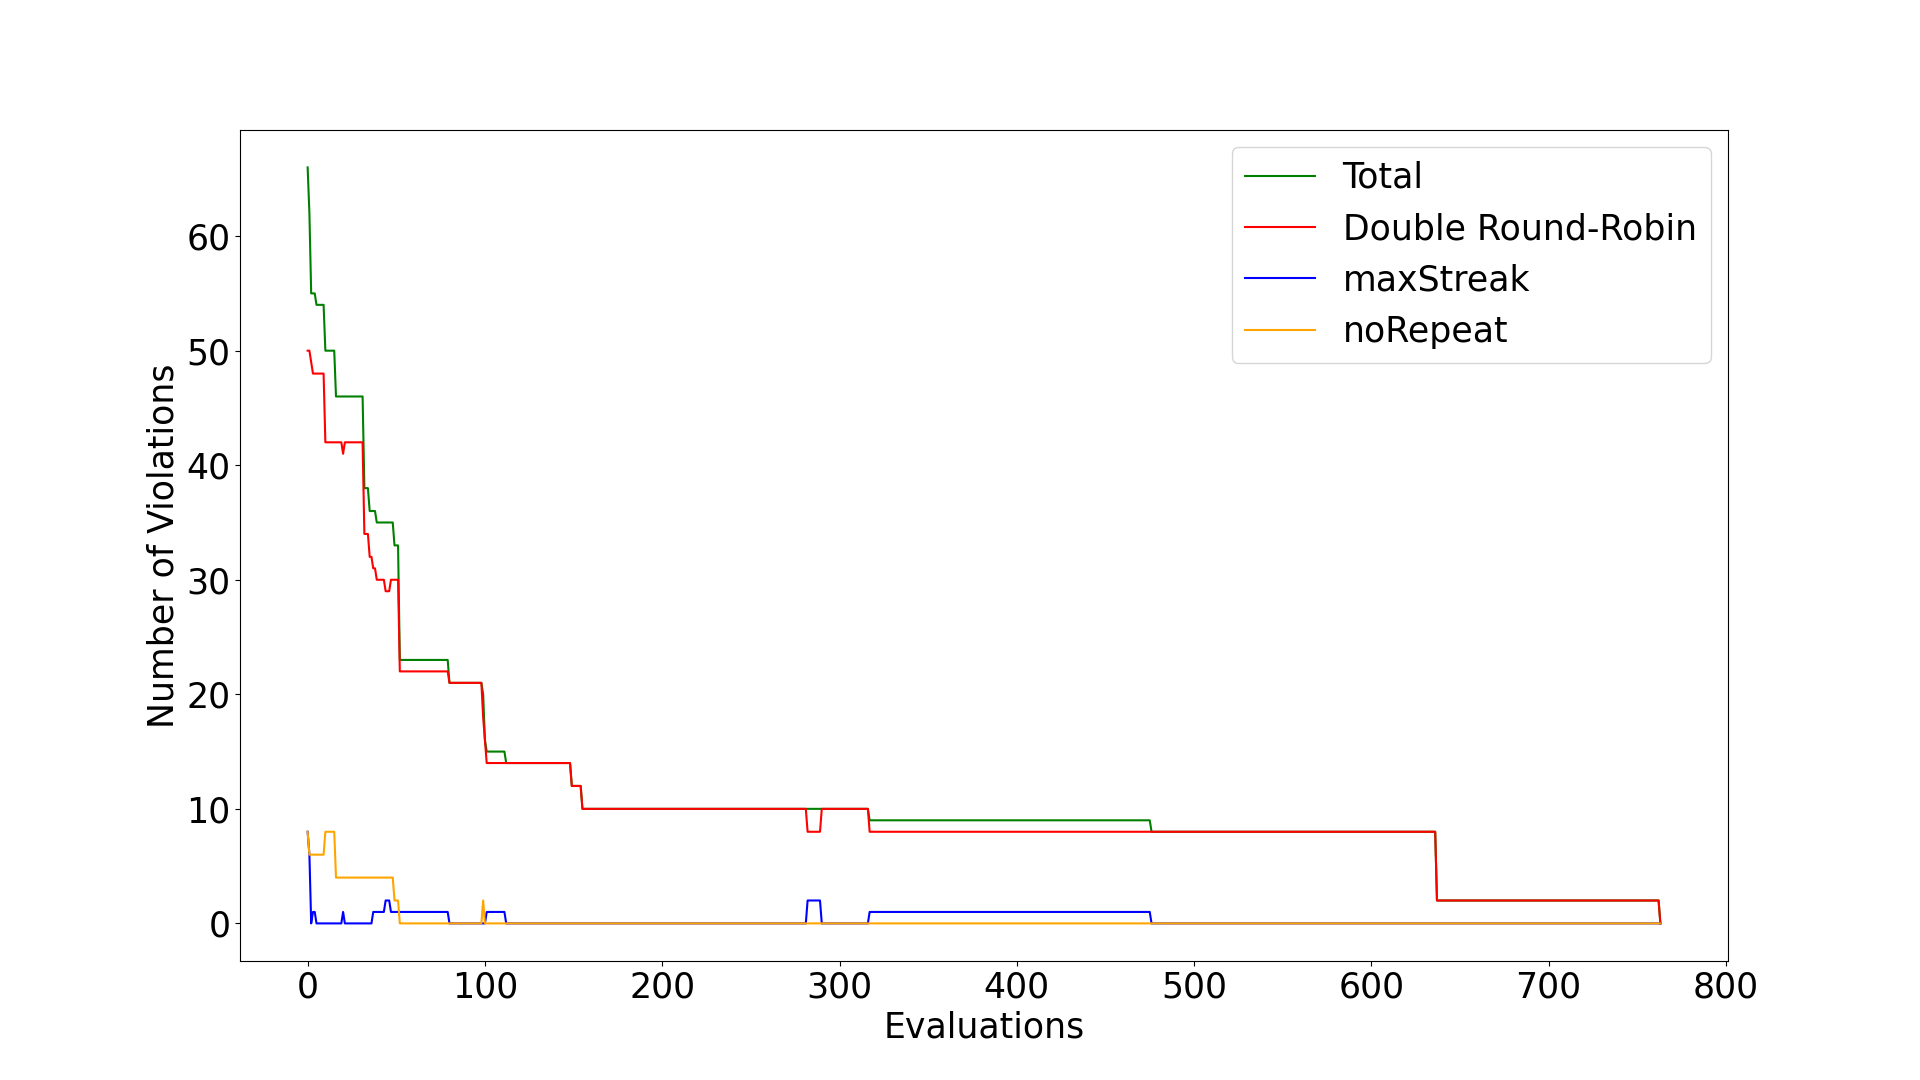 Total
Double Round-Robin
maxStreak
noRepeat
Number of Violations
60
50
40
30
20
10
0
0 100 200 300 400 500 600 700 800
Evaluations